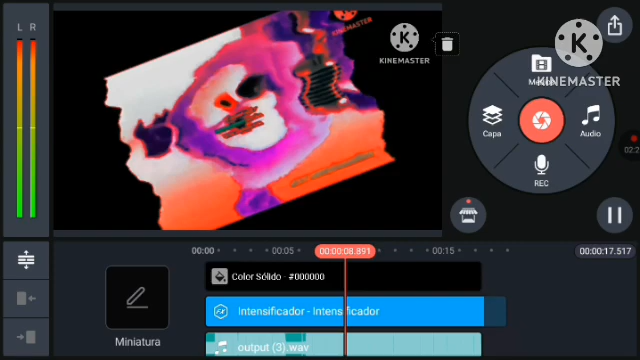 L R
KINEMASTER
KINEMASTER
KINEMASTER
Capa
Audio
REC
00:00
00:05
00:00:08.891
00:15
00:00:17.517
Color Sólido - #000000
Intensificador - Intensificador
Miniatura
output (3).wav